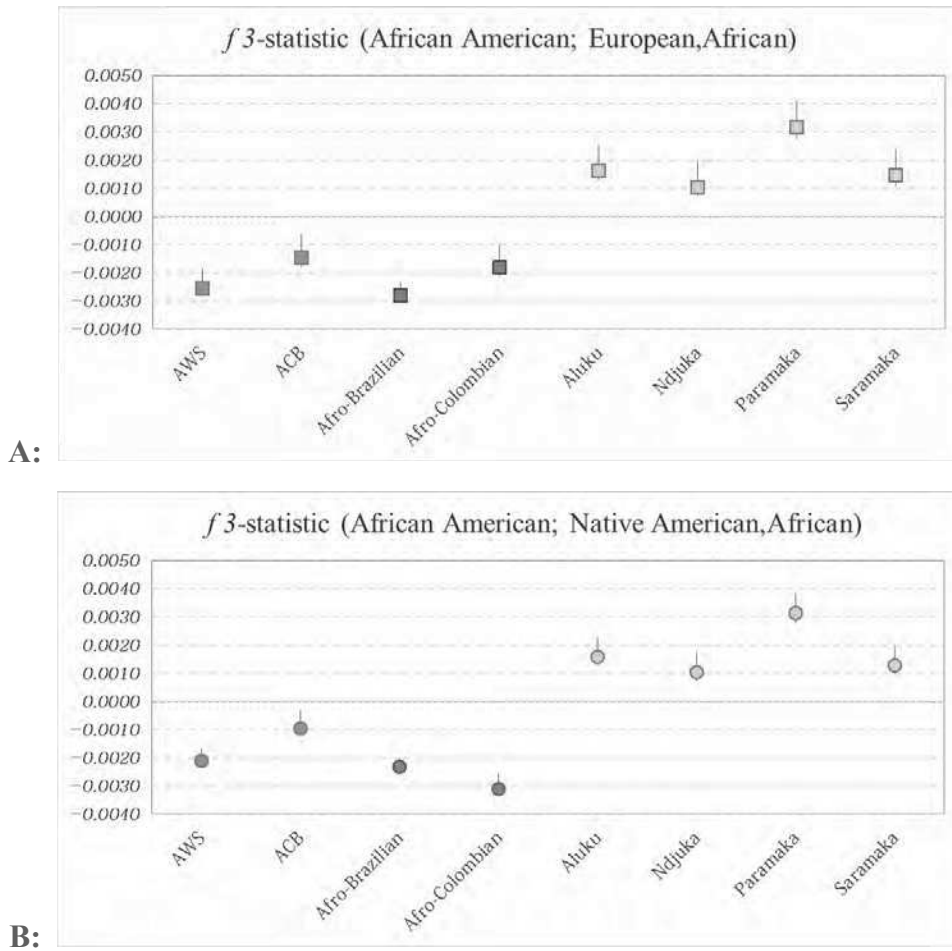 f 3-statistic (African American; European,African)
0.0050
0.0040
0.0030
0.0020
0.0010
0.0000
−0.0010
−0.0020
−0.0030
−0.0040
AWS
ACB
Afro-Brazilian
Afro-Colombian
Aluku
Ndjuka
Paramaka
Saramaka
A:
f 3-statistic (African American; Native American,African)
0.0050
0.0040
0.0030
0.0020
0.0010
0.0000
−0.0010
−0.0020
−0.0030
−0.0040
AWS
ACB
Afro-Brazilian
Afro-Colombian
Aluku
Ndjuka
Paramaka
Saramaka
B: